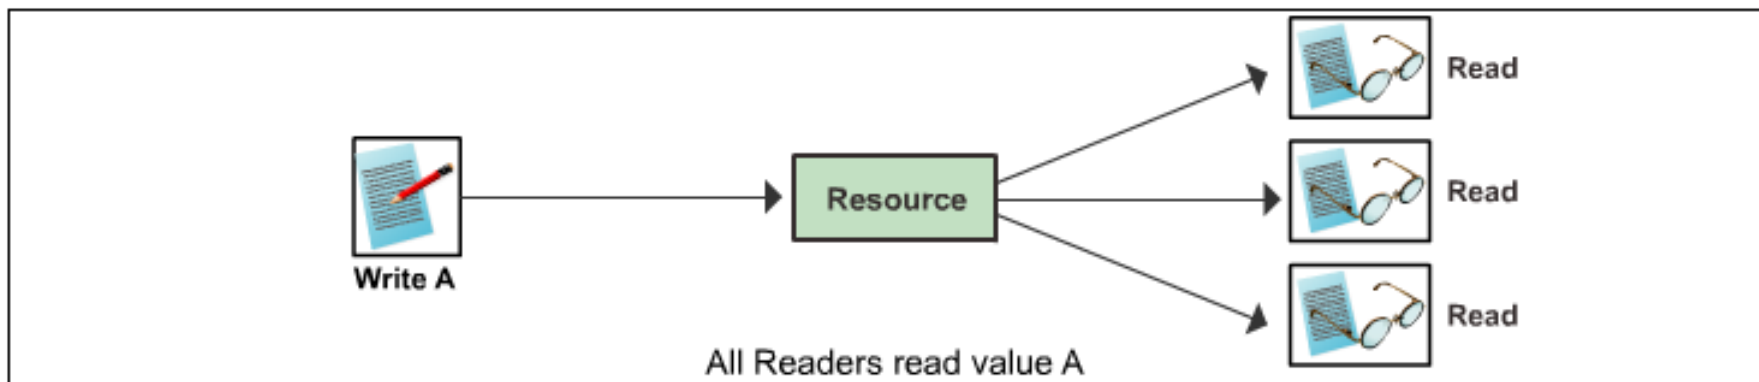 Read
Read
Resource
Write A
Read
All Readers read value A